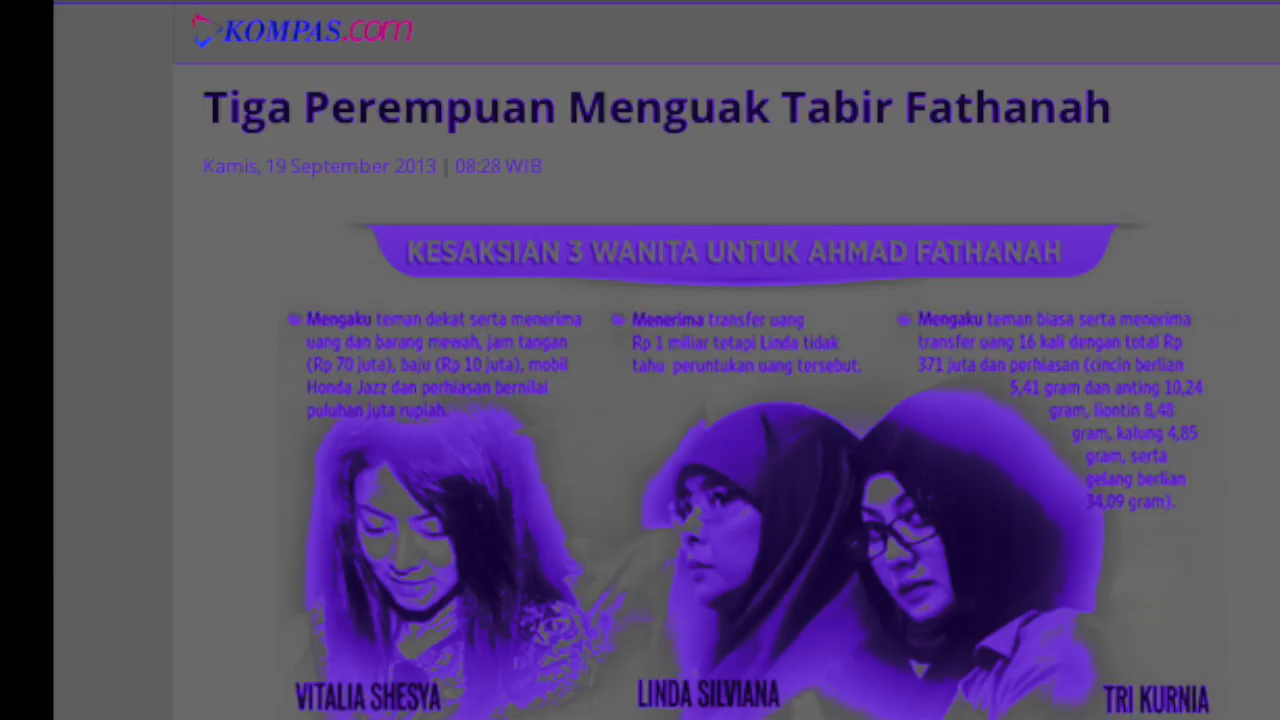 KOMPAS.com
Tiga Perempuan Menguak Tabir Fathanah
Kamis, 19 September 2013 | 08:28 WIB
KESAKSIAN 3 WANITA UNTUK AHMAD FATHANAH
Mengaku teman dekat serta menerima
uang dan barang mewah, jam tangan
(Rp 70 juta), baju (Rp 10 juta), mobil
Honda Jazz dan perhiasan bernilai
puluhan juta rupiah.
Menerima transfer uang
Rp 1 miliar tetapi Linda tidak
tahu peruntukan uang tersebut.
Mengaku teman biasa serta menerima
transfer uang 16 kali dengan total Rp
371 juta dan perhiasan (cincin berlian
5,41 gram dan anting 10,24
gram, liontin 8,48
gram, kalung 4,85
gram, serta
gelang berlian
34,09 gram).
VITALIA SHESYA
LINDA SILVIANA
TRI KURNIA